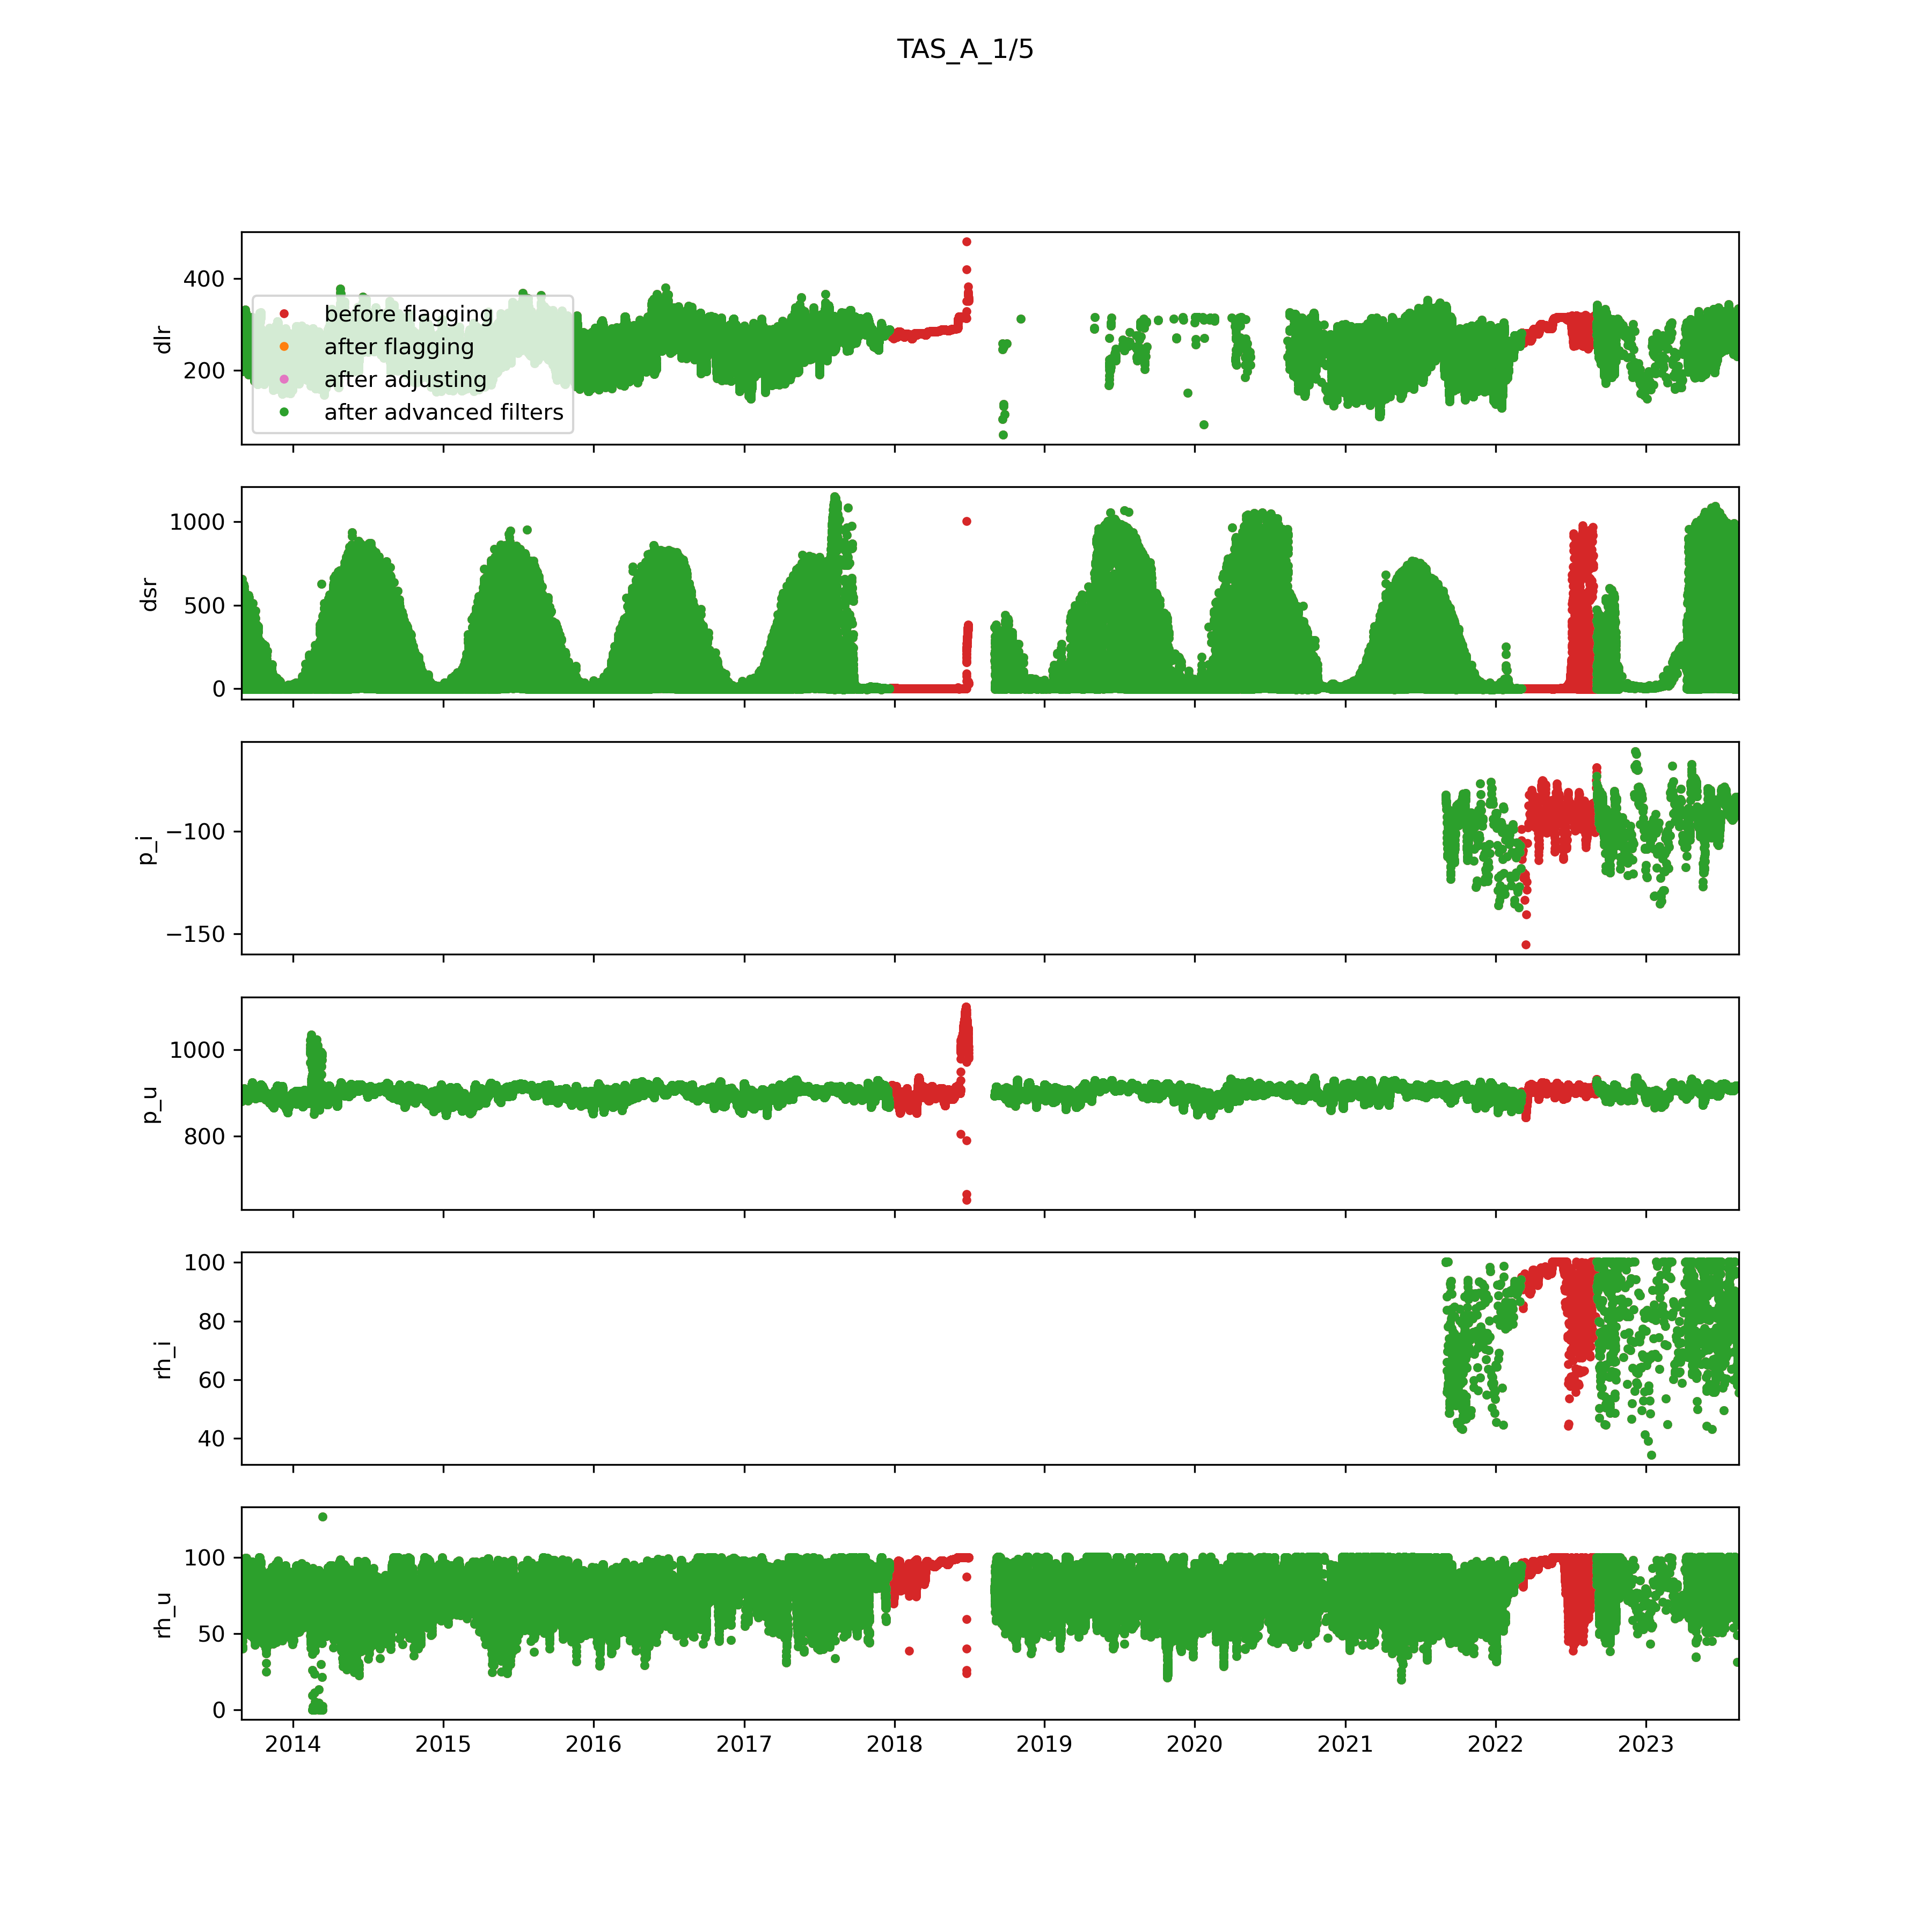 TAS_A_1/5
400
200
dlr
before flagging
after flagging
after adjusting
after advanced filters
1000
500
0
dsr
−100
−150
p_i
1000
800
p_u
100
80
60
40
rh_i
100
50
0
rh_u
2014 2015 2016 2017 2018 2019 2020 2021 2022 2023